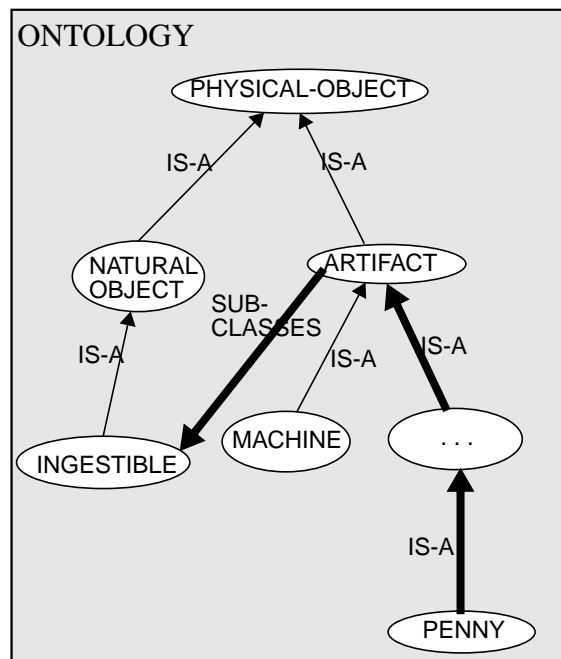 ONTOLOGY
PHYSICAL-OBJECT
IS-A
IS-A
NATURAL
OBJECT
ARTIFACT
SUB-
CLASSES
IS-A
IS-A
IS-A
INGESTIBLE
MACHINE
. . .
IS-A
PENNY